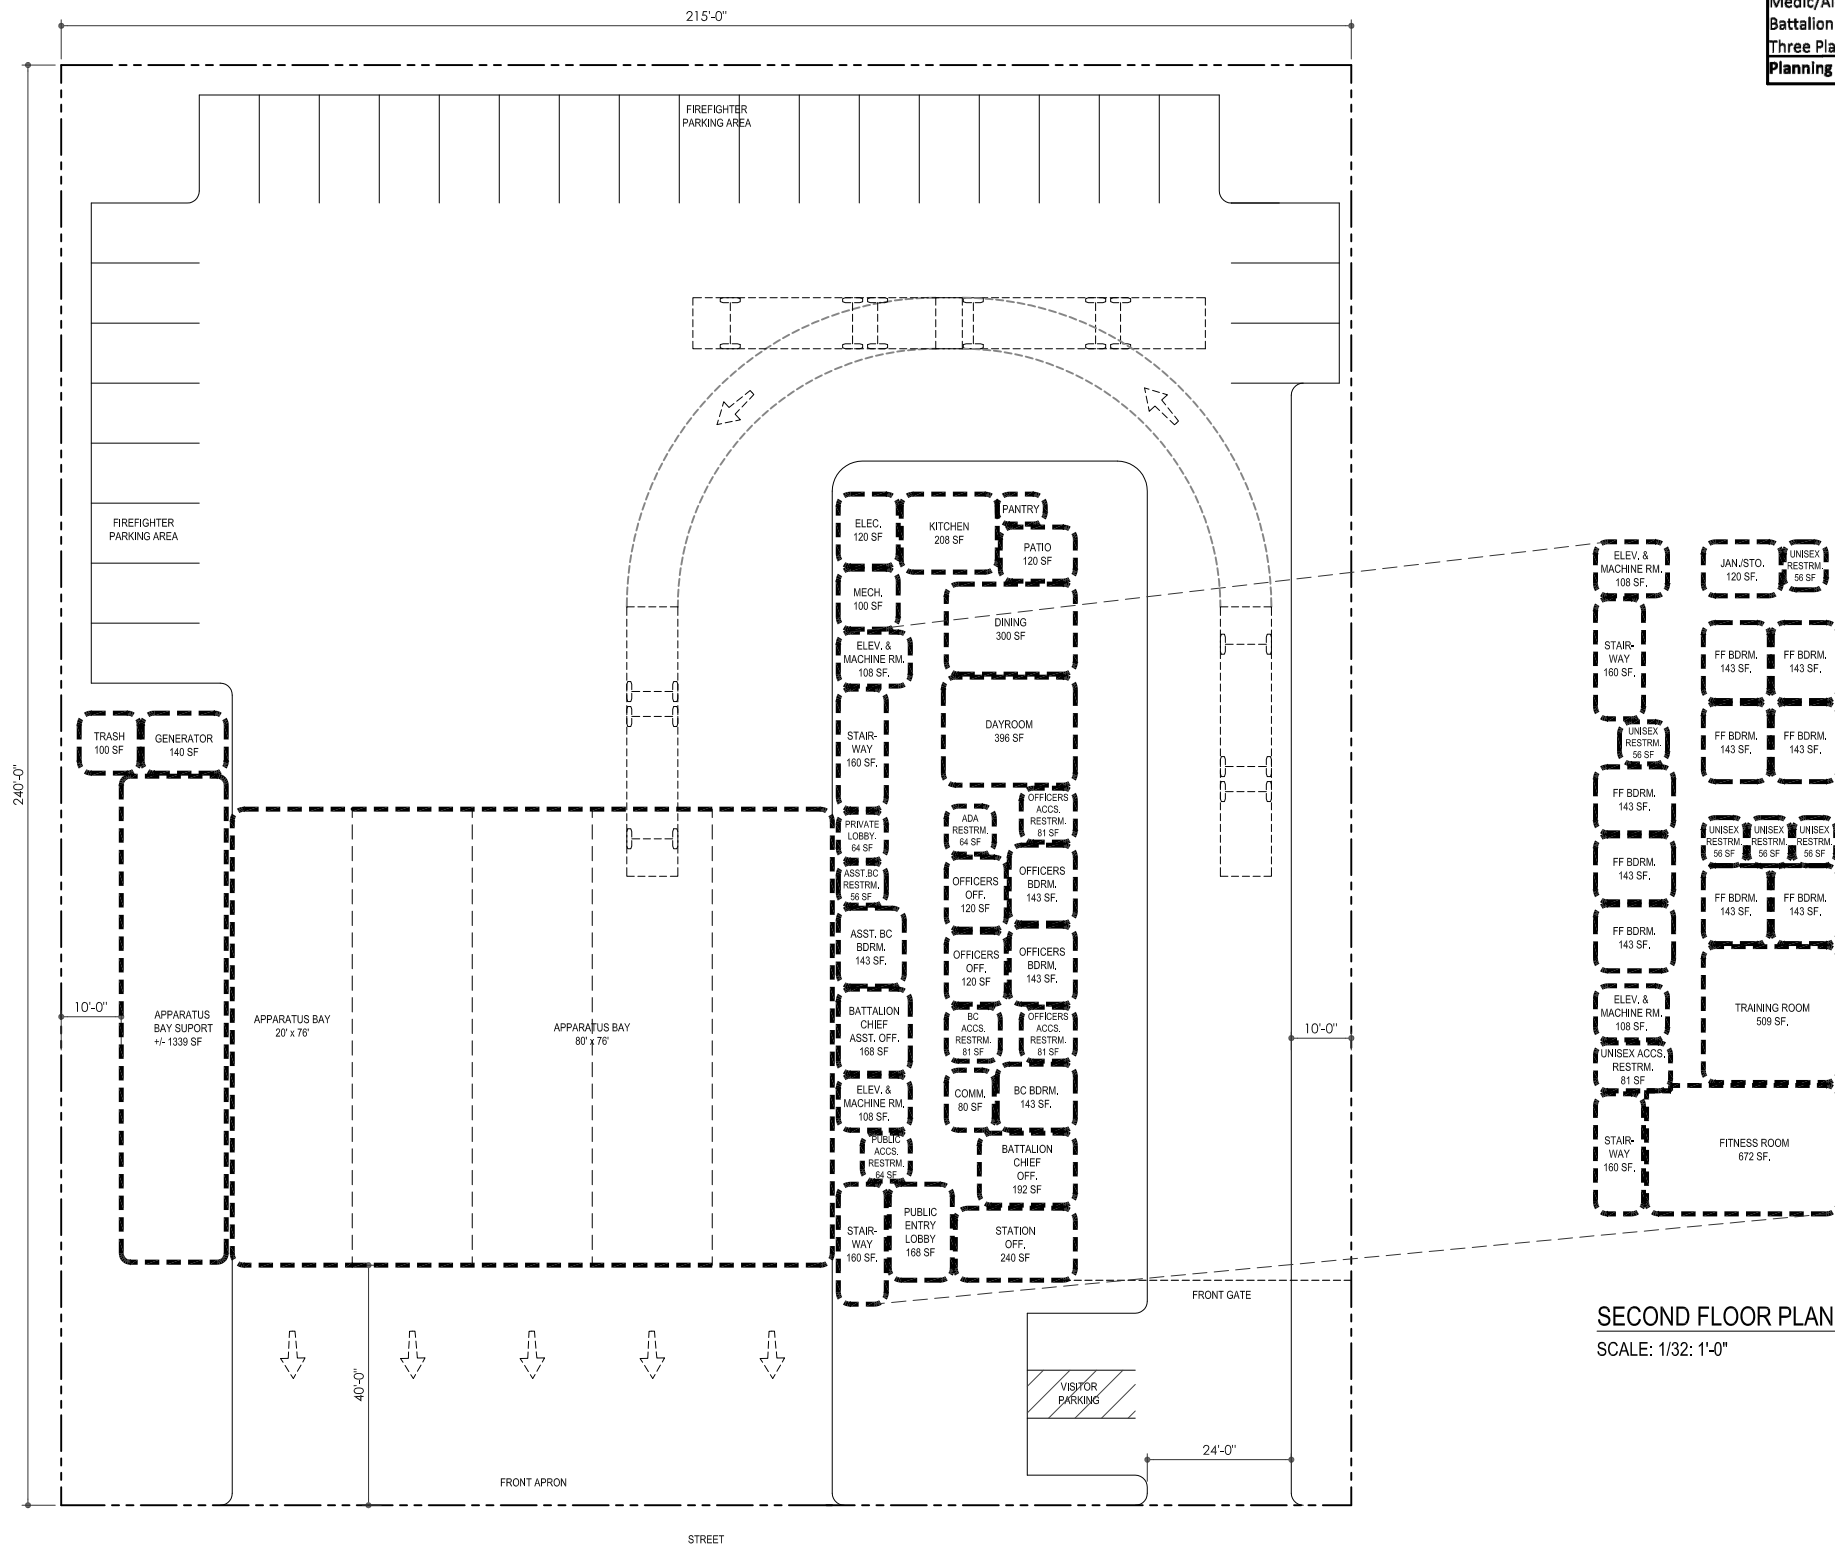 215'-0"
Battalion
Planning
FIREFIGHTER
PARKING AREA
FIREFIGHTER
PARKING AREA
240'-0"
TRASH
100 SF
GENERATOR
140 SF
10'-0"
APPARATUS
BAY SUPORT
+/- 1339 SF
APPARATUS BAY
20' x 76'
APPARATUS BAY
80' x 76'
40'-0"
ELEC.
120 SF
KITCHEN
208 SF
PANTRY
PATIO
120 SF
MECH.
100 SF
DINING
300 SF
ELEV. &
MACHINE RM.
108 SF.
DAYROOM
396 SF
STAIR-
WAY
160 SF.
OFFICERS
ACCS.
RESTRM.
81 SF
PRIVATE
LOBBY.
64 SF
ADA
RESTRM.
64 SF
ASST.BC
RESTRM.
56 SF
OFFICERS
OFF.
120 SF
OFFICERS
BDRM.
143 SF.
ASST. BC
BDRM.
143 SF.
OFFICERS
OFF.
120 SF
OFFICERS
BDRM.
143 SF.
BATTALION
CHIEF
ASST. OFF.
168 SF
BC
ACCS.
RESTRM.
81 SF
OFFICERS
ACCS.
RESTRM.
81 SF
ELEV. &
MACHINE RM.
108 SF.
COMM.
80 SF
BC BDRM.
143 SF.
PUBLIC
ACCS.
RESTRM.
64 SF
BATTALION
CHIEF
OFF.
192 SF
STAIR-
WAY
160 SF.
PUBLIC
ENTRY
LOBBY
168 SF
STATION
OFF.
240 SF
10'-0"
FRONT GATE
VISITOR
PARKING
24'-0"
FRONT APRON
STREET
ELEV. &
MACHINE RM.
108 SF.
JAN./STO.
120 SF.
UNISEX
RESTRM.
56 SF
STAIR-
WAY
160 SF.
FF BDRM.
143 SF.
FF BDRM.
143 SF.
UNISEX
RESTRM.
56 SF
FF BDRM.
143 SF.
FF BDRM.
143 SF.
FF BDRM.
143 SF.
FF BDRM.
143 SF.
UNISEX
RESTRM.
56 SF
UNISEX
RESTRM.
56 SF
UNISEX
RESTRM.
56 SF
FF BDRM.
143 SF.
FF BDRM.
143 SF.
FF BDRM.
143 SF.
ELEV. &
MACHINE RM.
108 SF.
TRAINING ROOM
509 SF.
UNISEX ACCS.
RESTRM.
81 SF
STAIR-
WAY
160 SF.
FITNESS ROOM
672 SF.
SECOND FLOOR PLAN
SCALE: 1/32: 1'-0"